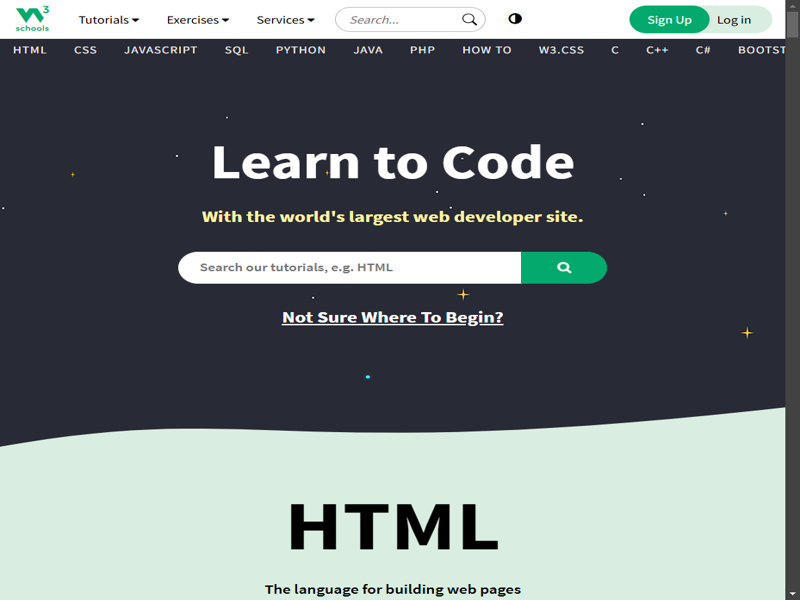 W3 schools Tutorials Exercises Services Search... Sign Up Log in
HTML CSS JAVASCRIPT SQL PYTHON JAVA PHP HOW TO W3.CSS C C++ C# BOOTST
Learn to Code
With the world's largest web developer site.
Search our tutorials, e.g. HTML
Not Sure Where To Begin?
HTML
The language for building web pages